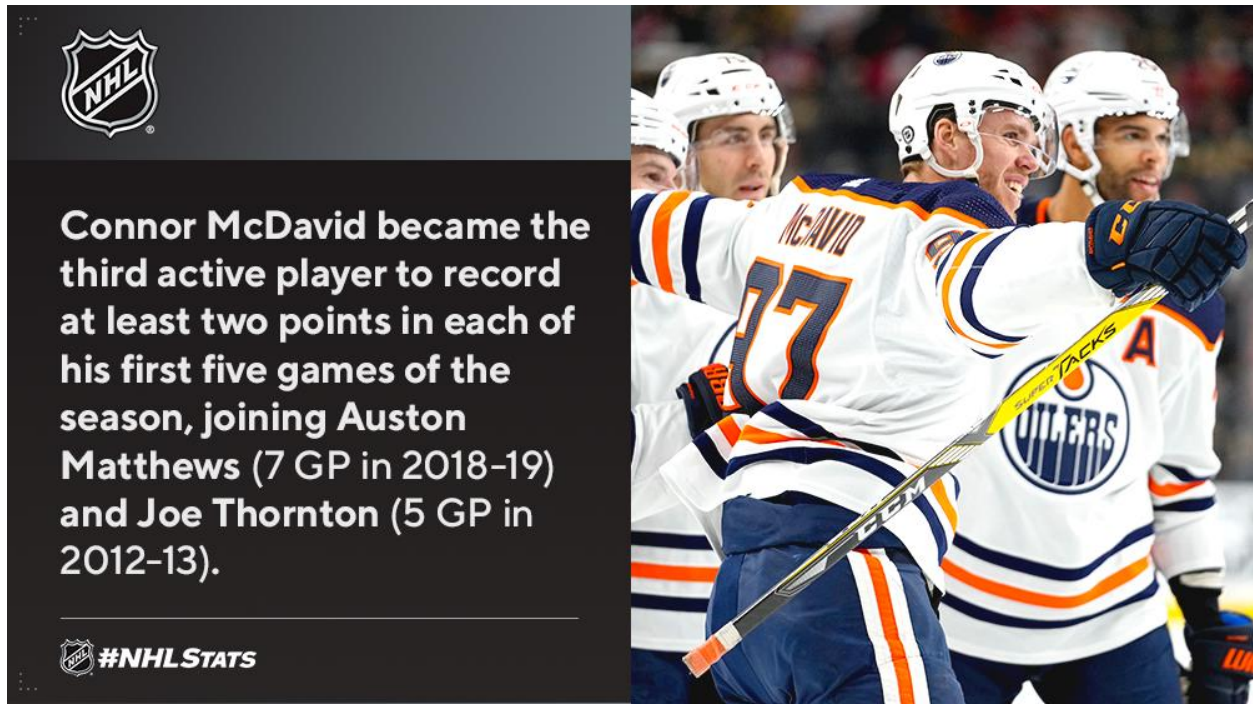 NHL
®
Connor McDavid became the
third active player to record
at least two points in each of
his first five games of the
season, joining Auston
Matthews (7 GP in 2018-19)
and Joe Thornton (5 GP in
2012-13).
#NHLSTATS
McDAVID
97
CCM
SUPER TACKS
A
OILERS